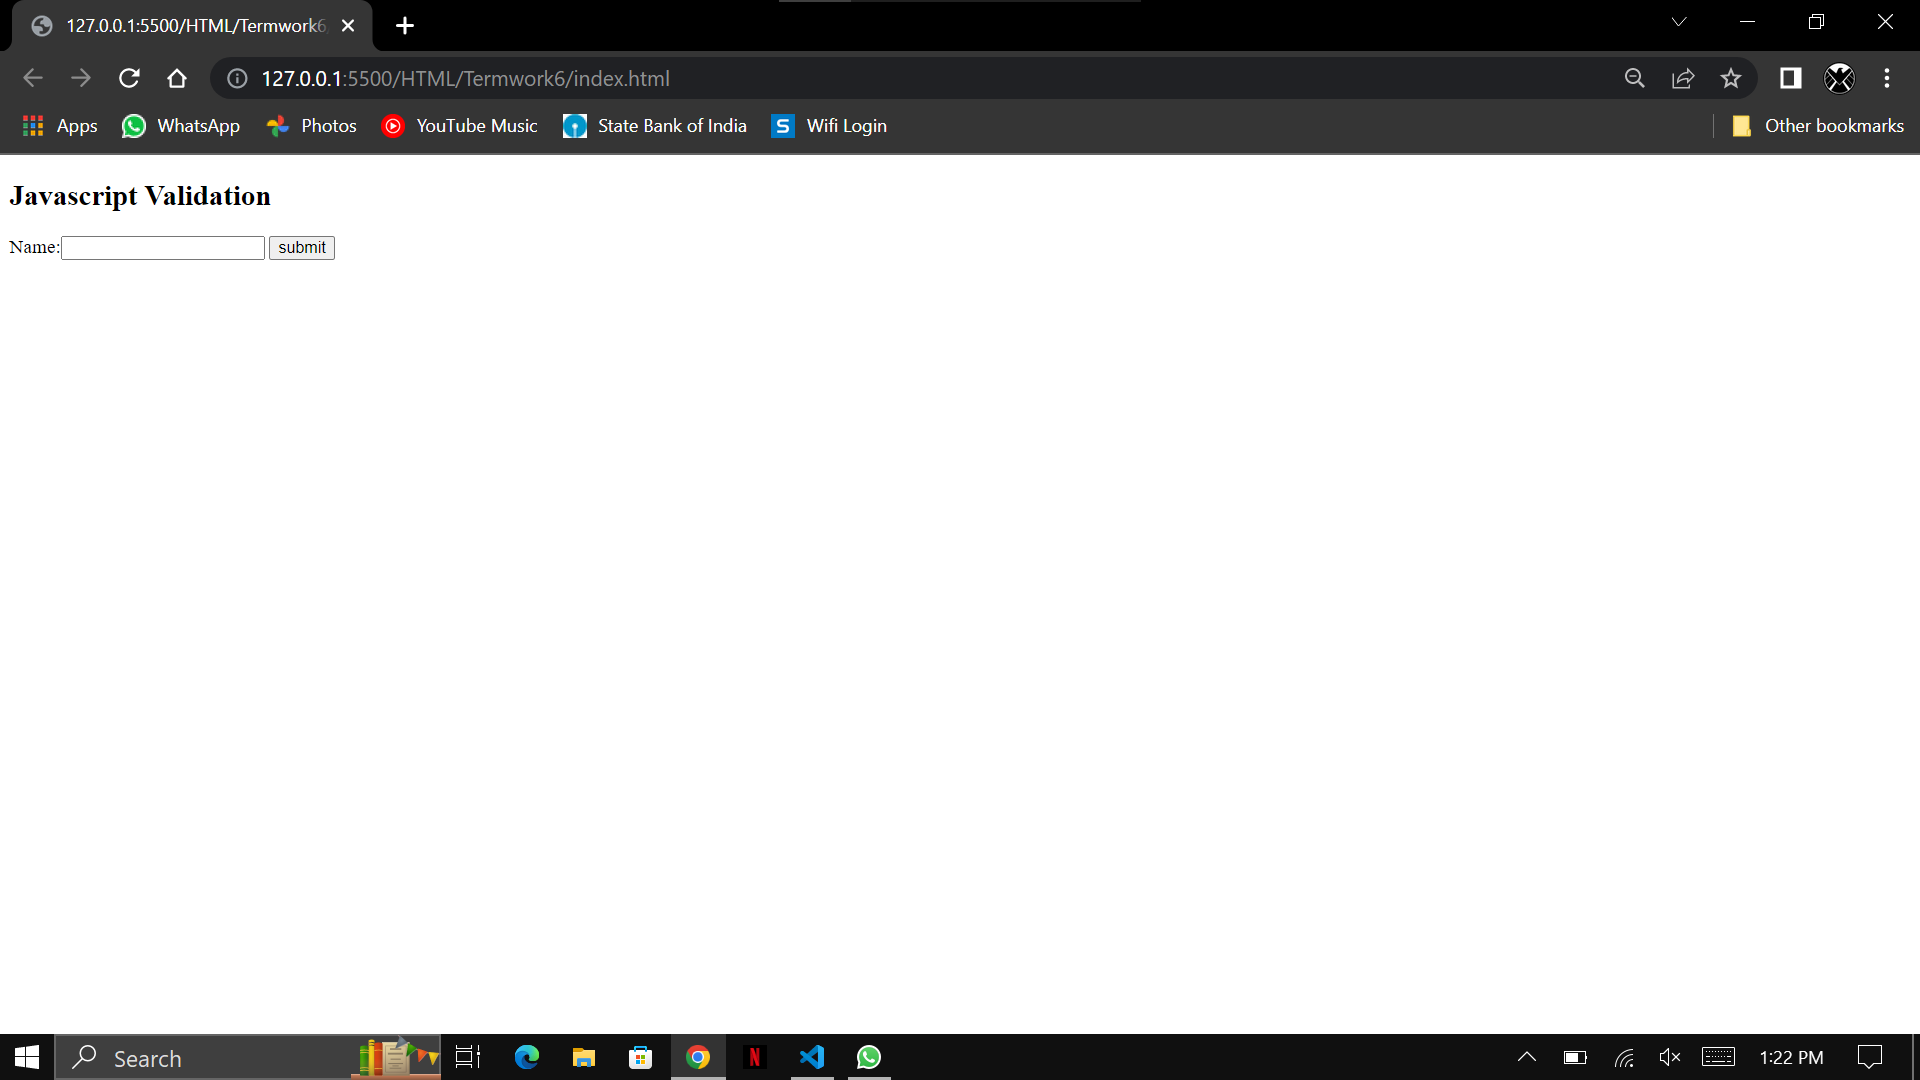 127.0.0.1:5500/HTML/Termwork6
127.0.0.1:5500/HTML/Termwork6/index.html
Apps WhatsApp Photos YouTube Music State Bank of India S Wifi Login Other bookmarks
Javascript Validation
Name: submit
Search N 1:22 PM